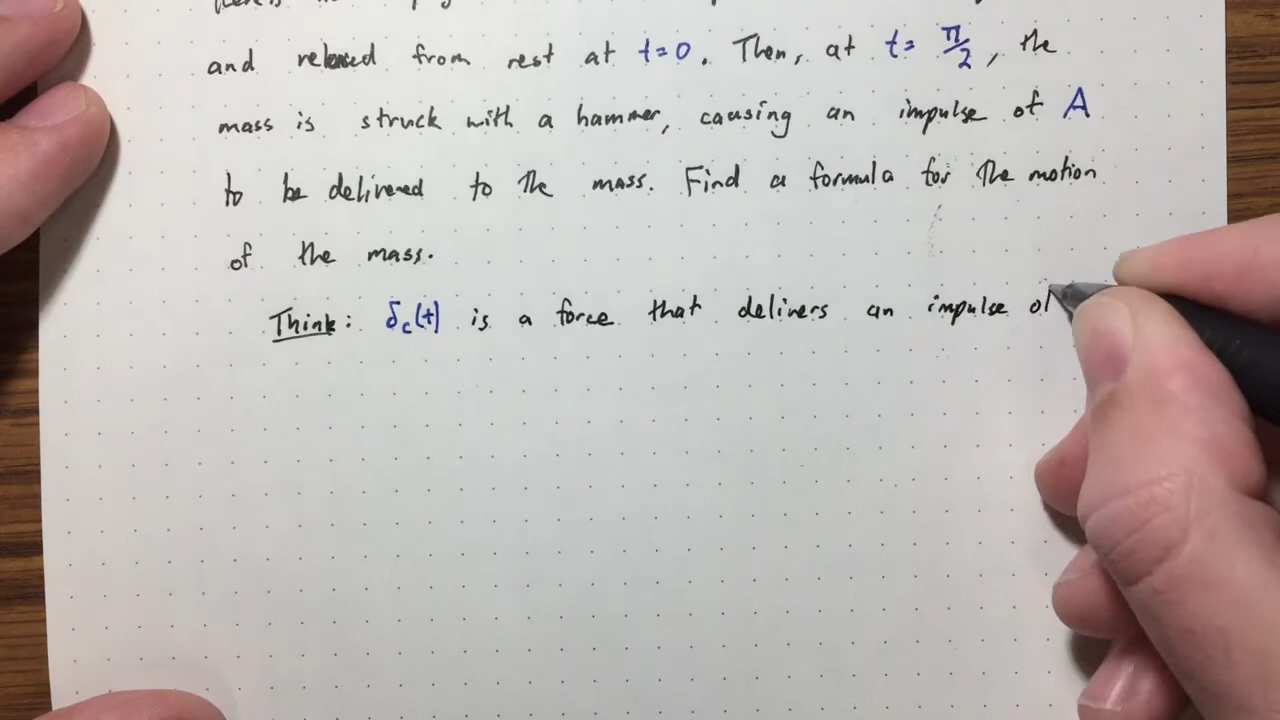 and released from rest at t=0. Then, at t= π/2, the
mass is struck with a hammer, causing an impulse of A
to be delivered to the mass. Find a formula for the motion
of the mass.
Think: δc(t) is a force that delivers an impulse of